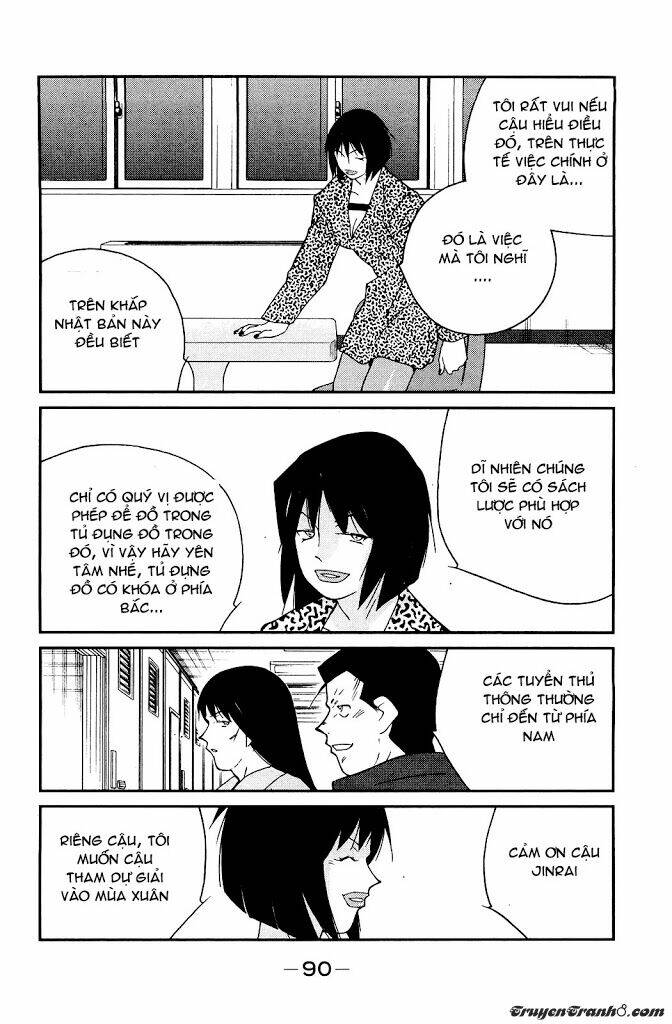 TÔI RẤT VUI NẾU
CẬU HIỂU ĐIỀU
ĐÓ, TRÊN THỰC
TẾ VIỆC CHÍNH Ở
ĐÂY LÀ...
ĐÓ LÀ VIỆC
MÀ TÔI NGHĨ
....
TRÊN KHẮP
NHẬT BẢN NÀY
ĐỀU BIẾT
DĨ NHIÊN CHÚNG
TÔI SẼ CÓ SÁCH
LƯỢC PHÙ HỢP
VỚI NÓ
CHỈ CÓ QUÝ VỊ ĐƯỢC
PHÉP ĐỂ ĐỒ TRONG
TỦ ĐỤNG ĐỒ TRONG
ĐÓ, VÌ VẬY HÃY YÊN
TÂM NHÉ, TỦ ĐỰNG
ĐỒ CÓ KHÓA Ở PHÍA
BẮC...
CÁC TUYỂN THỦ
THÔNG THƯỜNG
CHỈ ĐẾN TỪ PHÍA
NAM
CẢM ƠN CẬU
JINRAI
RIÊNG CẬU, TÔI
MUỐN CẬU
THAM DỰ GIẢI
VÀO MÙA XUÂN
—90—
TruyenTranh8.com